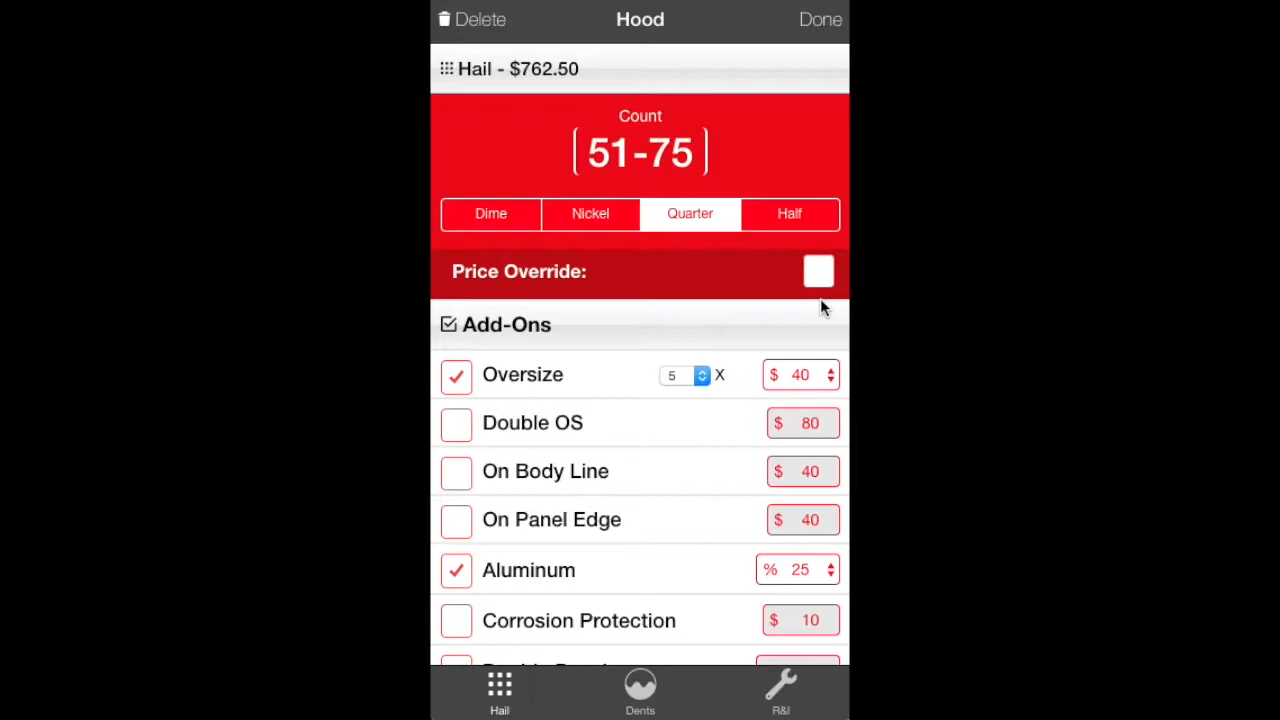 Delete Hood Done
Hail - $762.50
Count
51-75
Dime Nickel Quarter Half
Price Override:
Add-Ons
Oversize 5 X $ 40
Double OS $ 80
On Body Line $ 40
On Panel Edge $ 40
Aluminum % 25
Corrosion Protection $ 10
Hail Dents R&I